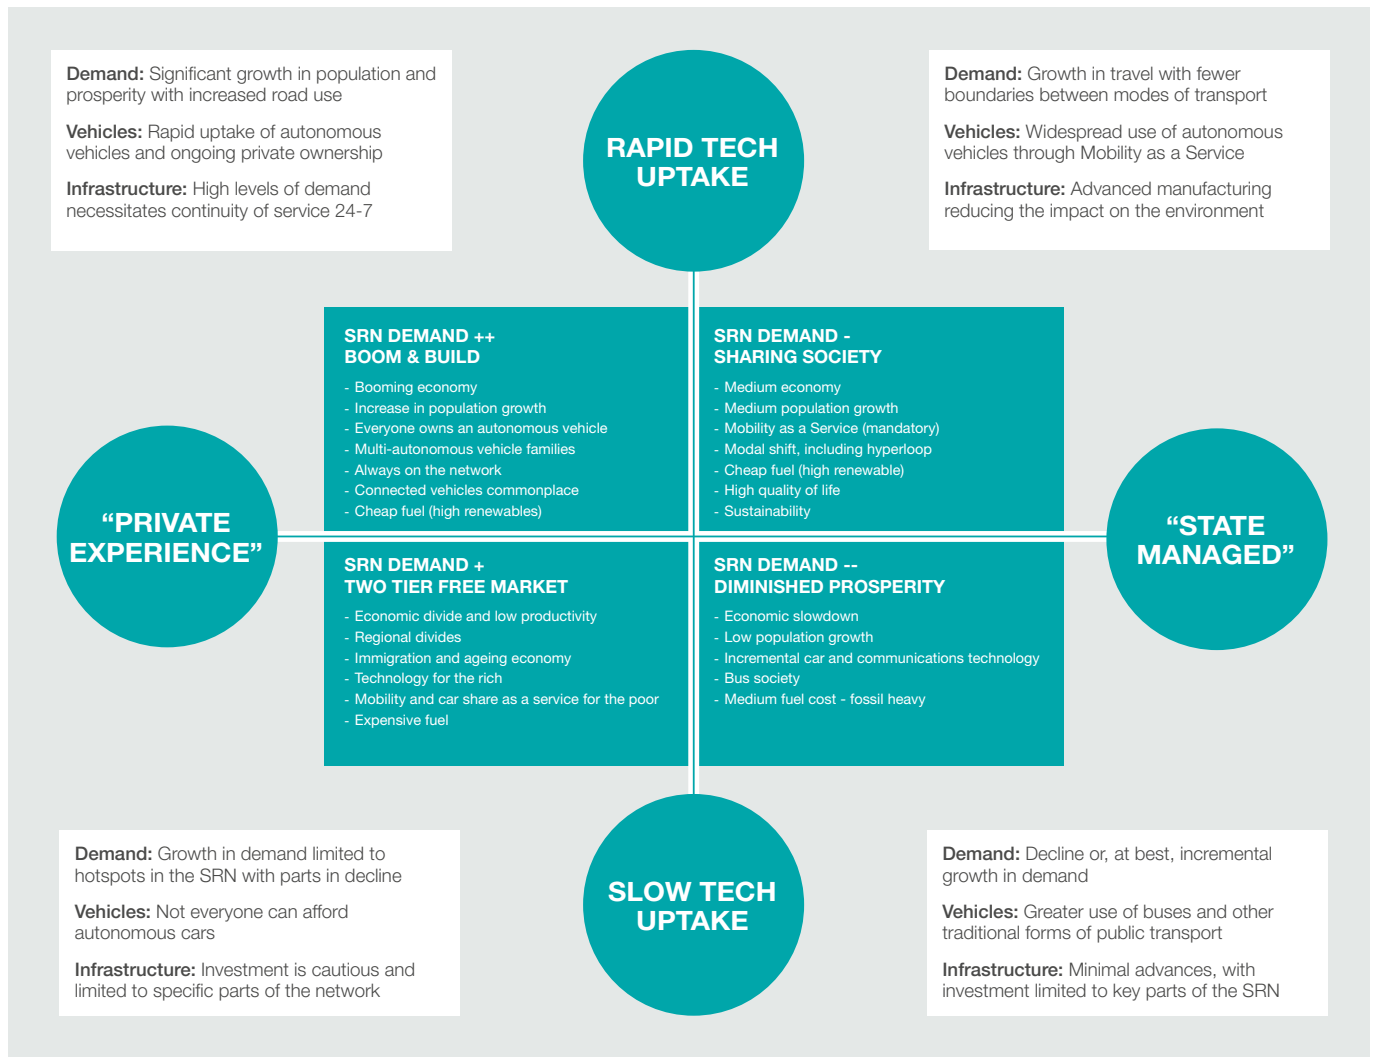 Demand: Significant growth in population and
prosperity with increased road use
Vehicles: Rapid uptake of autonomous
vehicles and ongoing private ownership
Infrastructure: High levels of demand
necessitates continuity of service 24-7
RAPID TECH
UPTAKE
Demand: Growth in travel with fewer
boundaries between modes of transport
Vehicles: Widespread use of autonomous
vehicles through Mobility as a Service
Infrastructure: Advanced manufacturing
reducing the impact on the environment
“PRIVATE
EXPERIENCE”
SRN DEMAND ++
BOOM & BUILD
- Booming economy
- Increase in population growth
- Everyone owns an autonomous vehicle
- Multi-autonomous vehicle families
- Always on the network
- Connected vehicles commonplace
- Cheap fuel (high renewables)
SRN DEMAND -
SHARING SOCIETY
- Medium economy
- Medium population growth
- Mobility as a Service (mandatory)
- Modal shift, including hyperloop
- Cheap fuel (high renewable)
- High quality of life
- Sustainability
“STATE
MANAGED”
SRN DEMAND +
TWO TIER FREE MARKET
- Economic divide and low productivity
- Regional divides
- Immigration and ageing economy
- Technology for the rich
- Mobility and car share as a service for the poor
- Expensive fuel
SRN DEMAND --
DIMINISHED PROSPERITY
- Economic slowdown
- Low population growth
- Incremental car and communications technology
- Bus society
- Medium fuel cost - fossil heavy
Demand: Growth in demand limited to
hotspots in the SRN with parts in decline
Vehicles: Not everyone can afford
autonomous cars
Infrastructure: Investment is cautious and
limited to specific parts of the network
SLOW TECH
UPTAKE
Demand: Decline or, at best, incremental
growth in demand
Vehicles: Greater use of buses and other
traditional forms of public transport
Infrastructure: Minimal advances, with
investment limited to key parts of the SRN